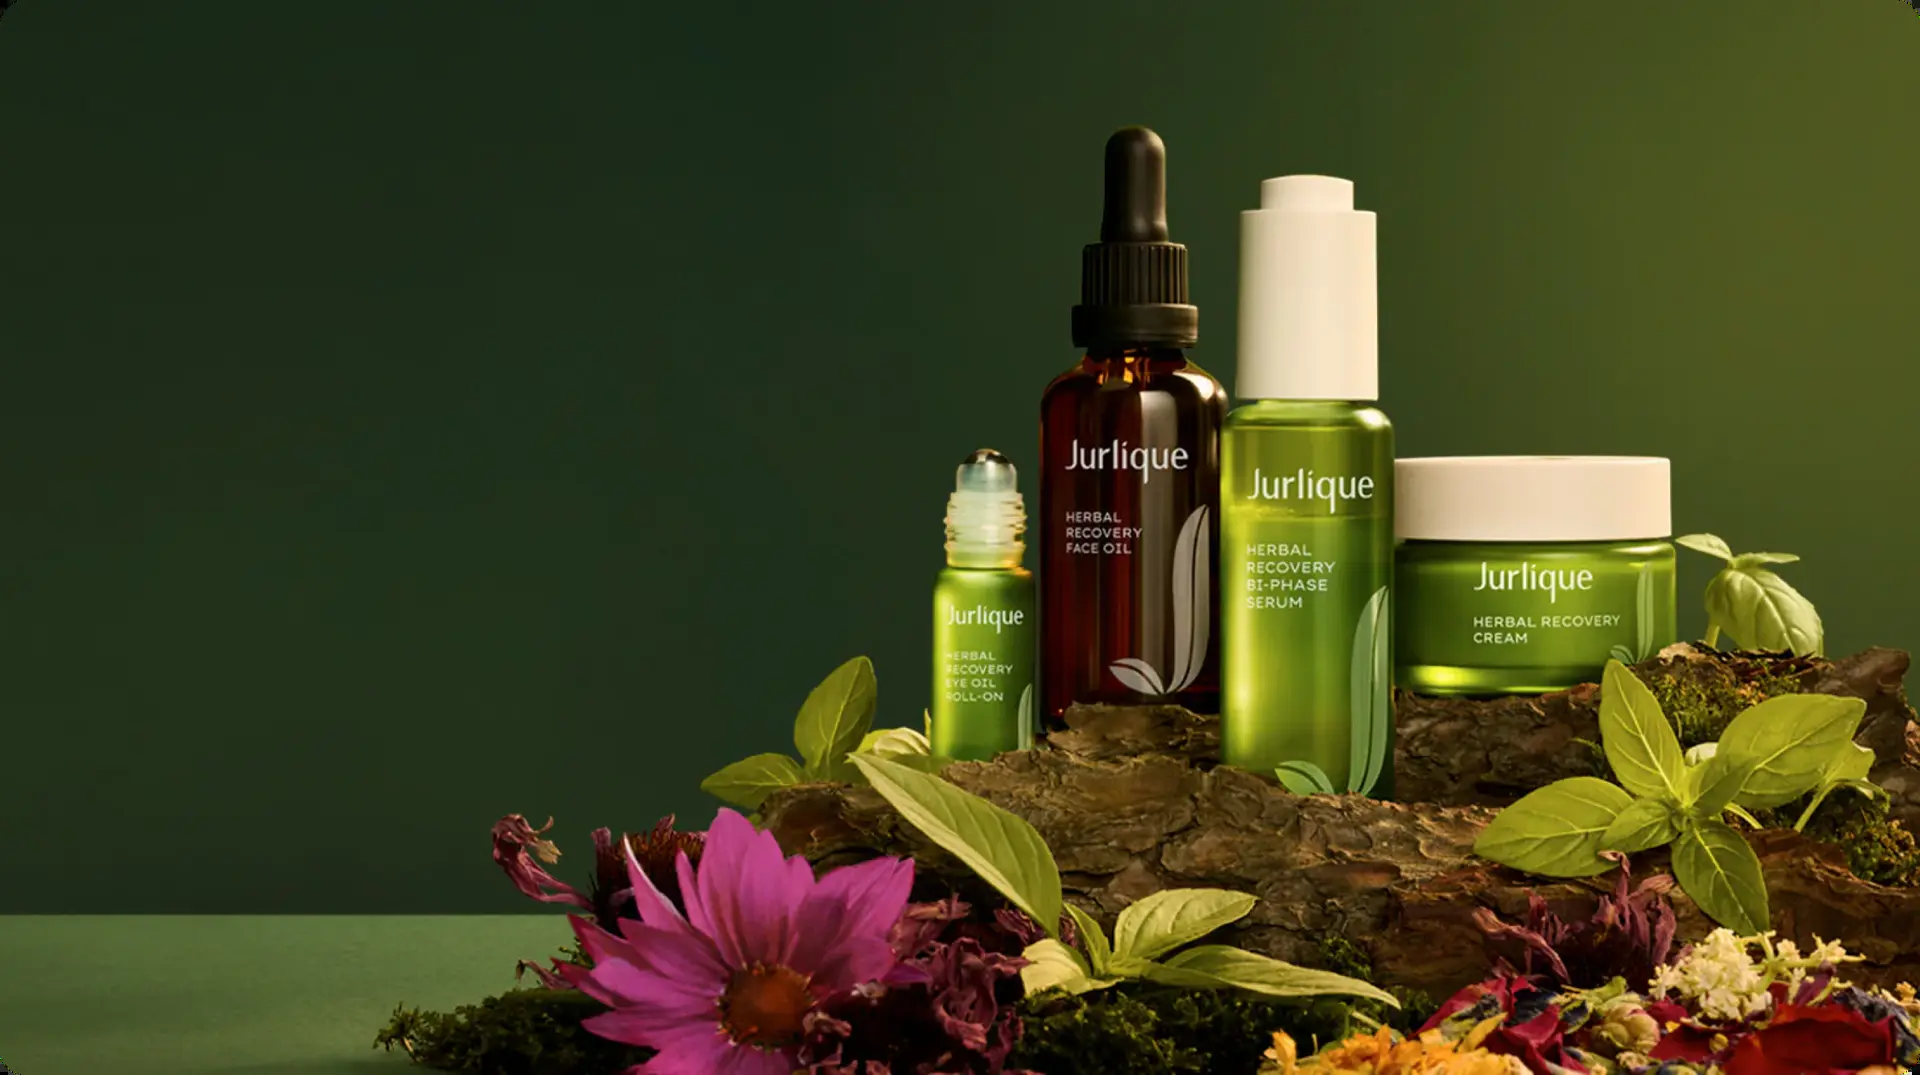 Jurlique
HERBAL
RECOVERY
EYE OIL
ROLL-ON
Jurlique
HERBAL
RECOVERY
FACE OIL
Jurlique
HERBAL
RECOVERY
BI-PHASE
SERUM
Jurlique
HERBAL RECOVERY
CREAM